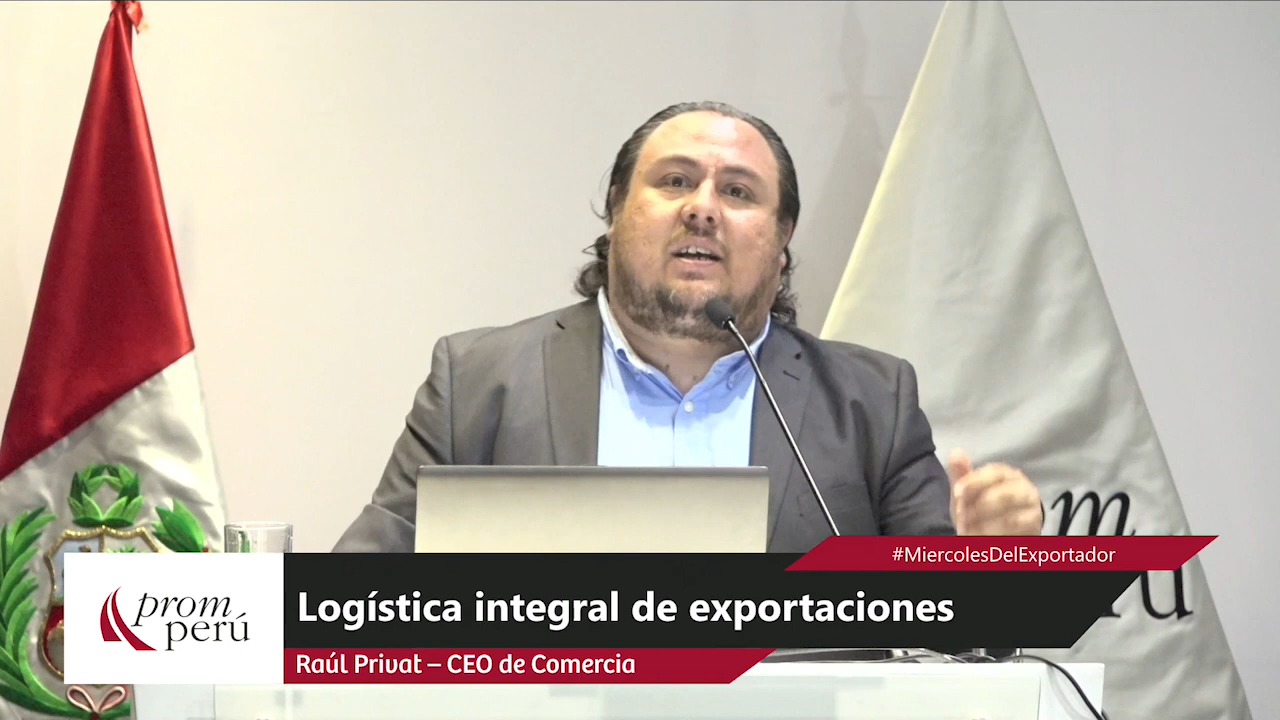 #MiercolesDelExportador
Logística integral de exportaciones
prom
perú
Raúl Privat – CEO de Comercia